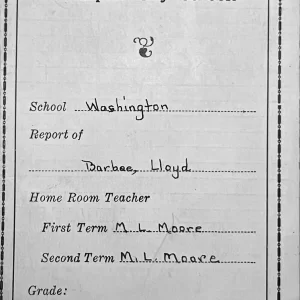 School Washington
Report of
Barbee, Lloyd
Home Room Teacher
First Term M. L. Moore
Second Term M. L. Moore
Grade: